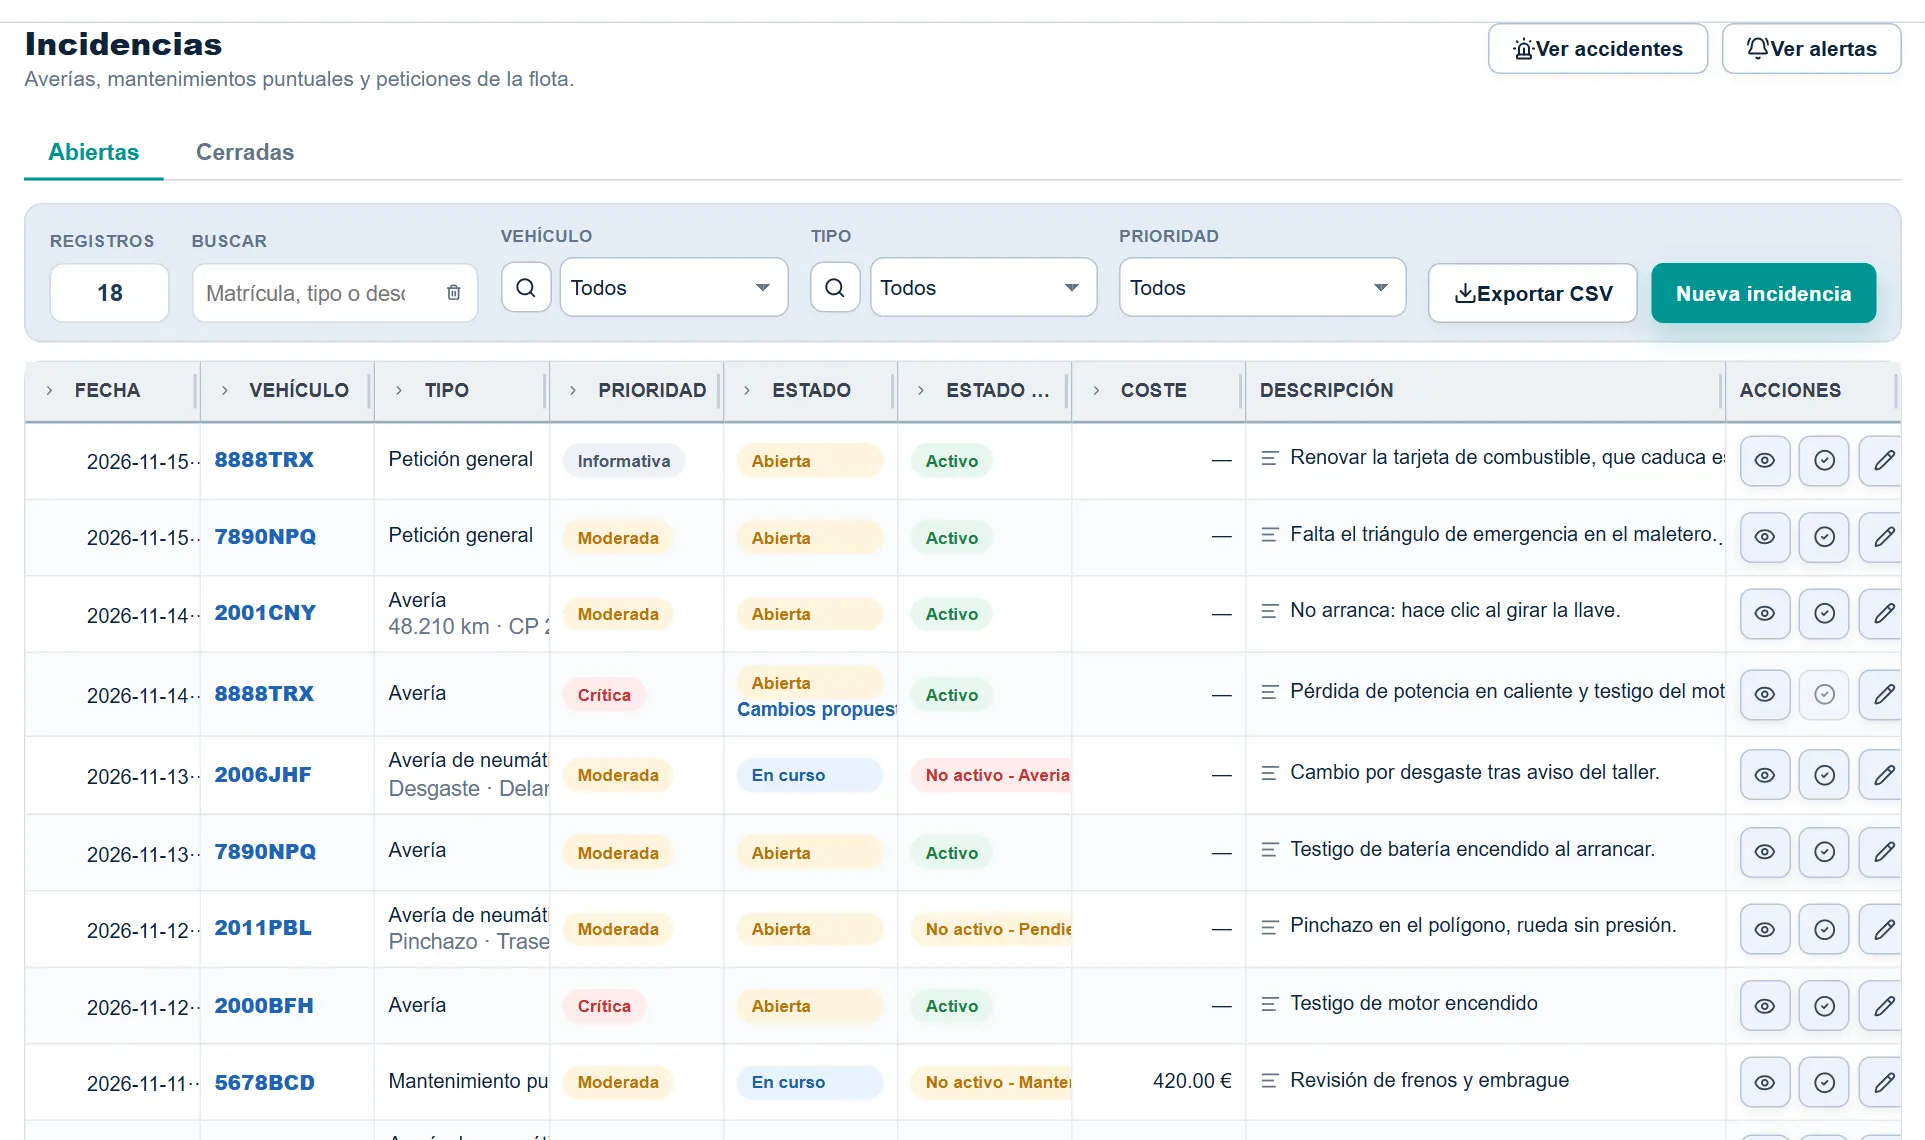 Incidencias
Ver accidentes
Ver alertas
Averías, mantenimientos puntuales y peticiones de la flota.
Abiertas
Cerradas
REGISTROS
BUSCAR
VEHÍCULO
TIPO
PRIORIDAD
18
Matrícula, tipo o desc
Todos
Todos
Todos
Exportar CSV
Nueva incidencia
FECHA VEHÍCULO TIPO PRIORIDAD ESTADO ESTADO ... COSTE DESCRIPCIÓN ACCIONES
2026-11-15·· 8888TRX Petición general Informativa Abierta Activo — Renovar la tarjeta de combustible, que caduca es
2026-11-15·· 7890NPQ Petición general Moderada Abierta Activo — Falta el triángulo de emergencia en el maletero..
2026-11-14·· 2001CNY Avería Moderada Abierta Activo — No arranca: hace clic al girar la llave.
48.210 km · CP 2
2026-11-14·· 8888TRX Avería Crítica Abierta Activo — Pérdida de potencia en caliente y testigo del mot
Cambios propuest
2026-11-13·· 2006JHF Avería de neumáti Moderada En curso No activo - Averia — Cambio por desgaste tras aviso del taller.
Desgaste · Delan
2026-11-13·· 7890NPQ Avería Moderada Abierta Activo — Testigo de batería encendido al arrancar.
2026-11-12·· 2011PBL Avería de neumáti Moderada Abierta No activo - Pendie — Pinchazo en el polígono, rueda sin presión.
Pinchazo · Trase
2026-11-12·· 2000BFH Avería Crítica Abierta Activo — Testigo de motor encendido
2026-11-11·· 5678BCD Mantenimiento pu Moderada En curso No activo - Manten 420.00 € Revisión de frenos y embrague